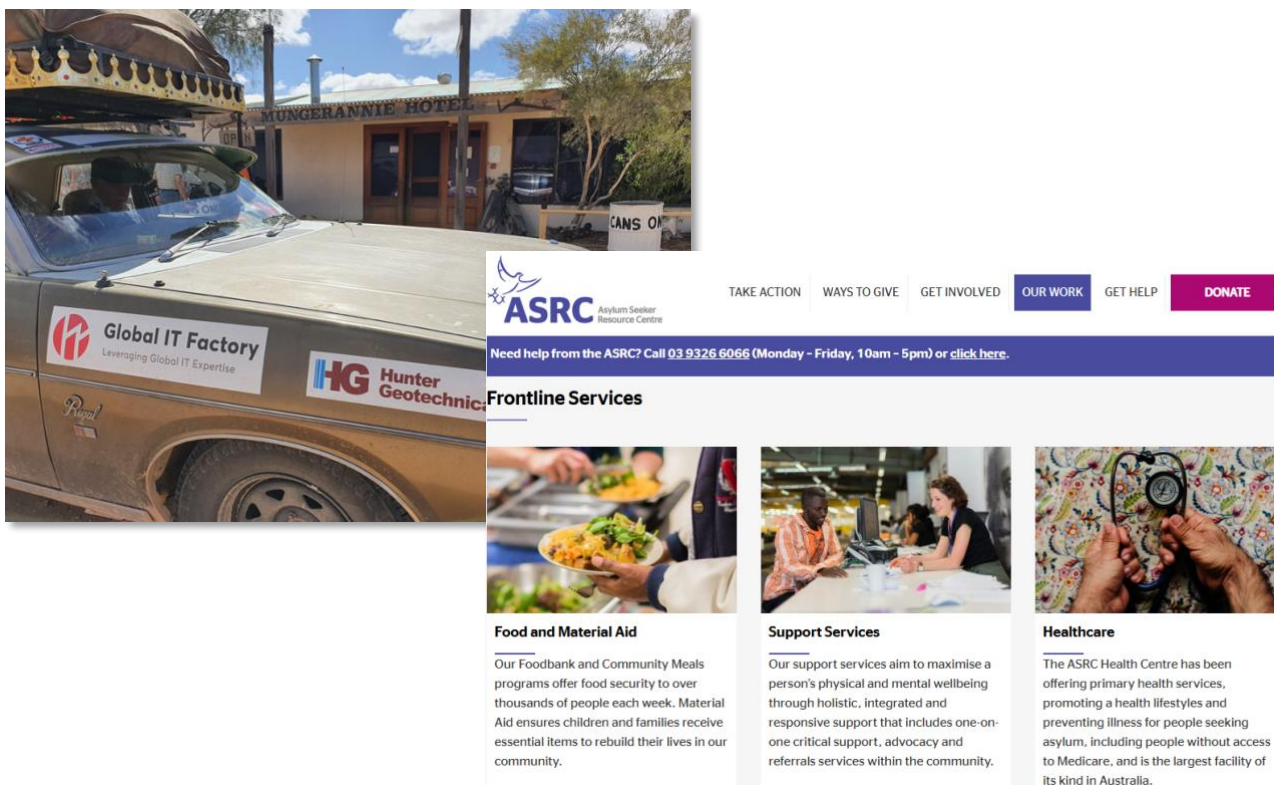 MUNGERANNIE HOTEL
OPEN
CANS ON
Global IT Factory
Leveraging Global IT Expertise
HG Hunter
Geotechnica
Royal
ASRC Asylum Seeker
Resource Centre
TAKE ACTION WAYS TO GIVE GET INVOLVED OUR WORK GET HELP DONATE
Need help from the ASRC? Call 03 9326 6066 (Monday – Friday, 10am – 5pm) or click here.
Frontline Services
Food and Material Aid
Our Foodbank and Community Meals
programs offer food security to over
thousands of people each week. Material
Aid ensures children and families receive
essential items to rebuild their lives in our
community.
Support Services
Our support services aim to maximise a
person's physical and mental wellbeing
through holistic, integrated and
responsive support that includes one-on-
one critical support, advocacy and
referrals services within the community.
Healthcare
The ASRC Health Centre has been
offering primary health services,
promoting a health lifestyles and
preventing illness for people seeking
asylum, including people without access
to Medicare, and is the largest facility of
its kind in Australia.